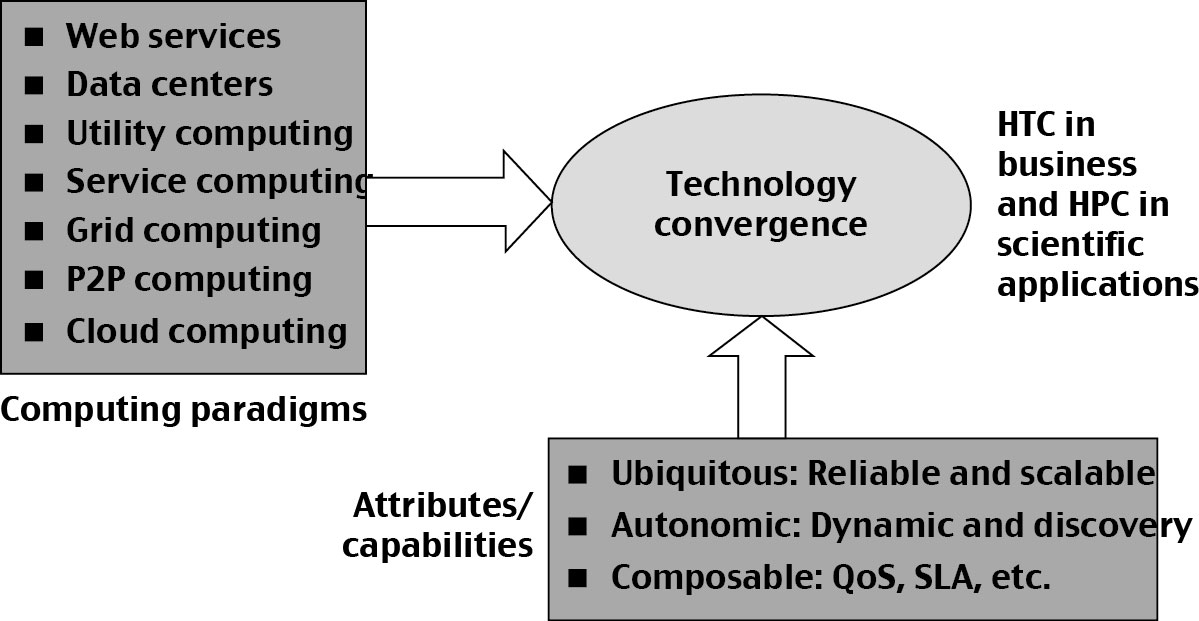 Web services
Data centers
Utility computing
Service computing
Grid computing
P2P computing
Cloud computing
Computing paradigms
Technology
convergence
HTC in
business
and HPC in
scientific
applications
Attributes/
capabilities
Ubiquitous: Reliable and scalable
Autonomic: Dynamic and discovery
Composable: QoS, SLA, etc.